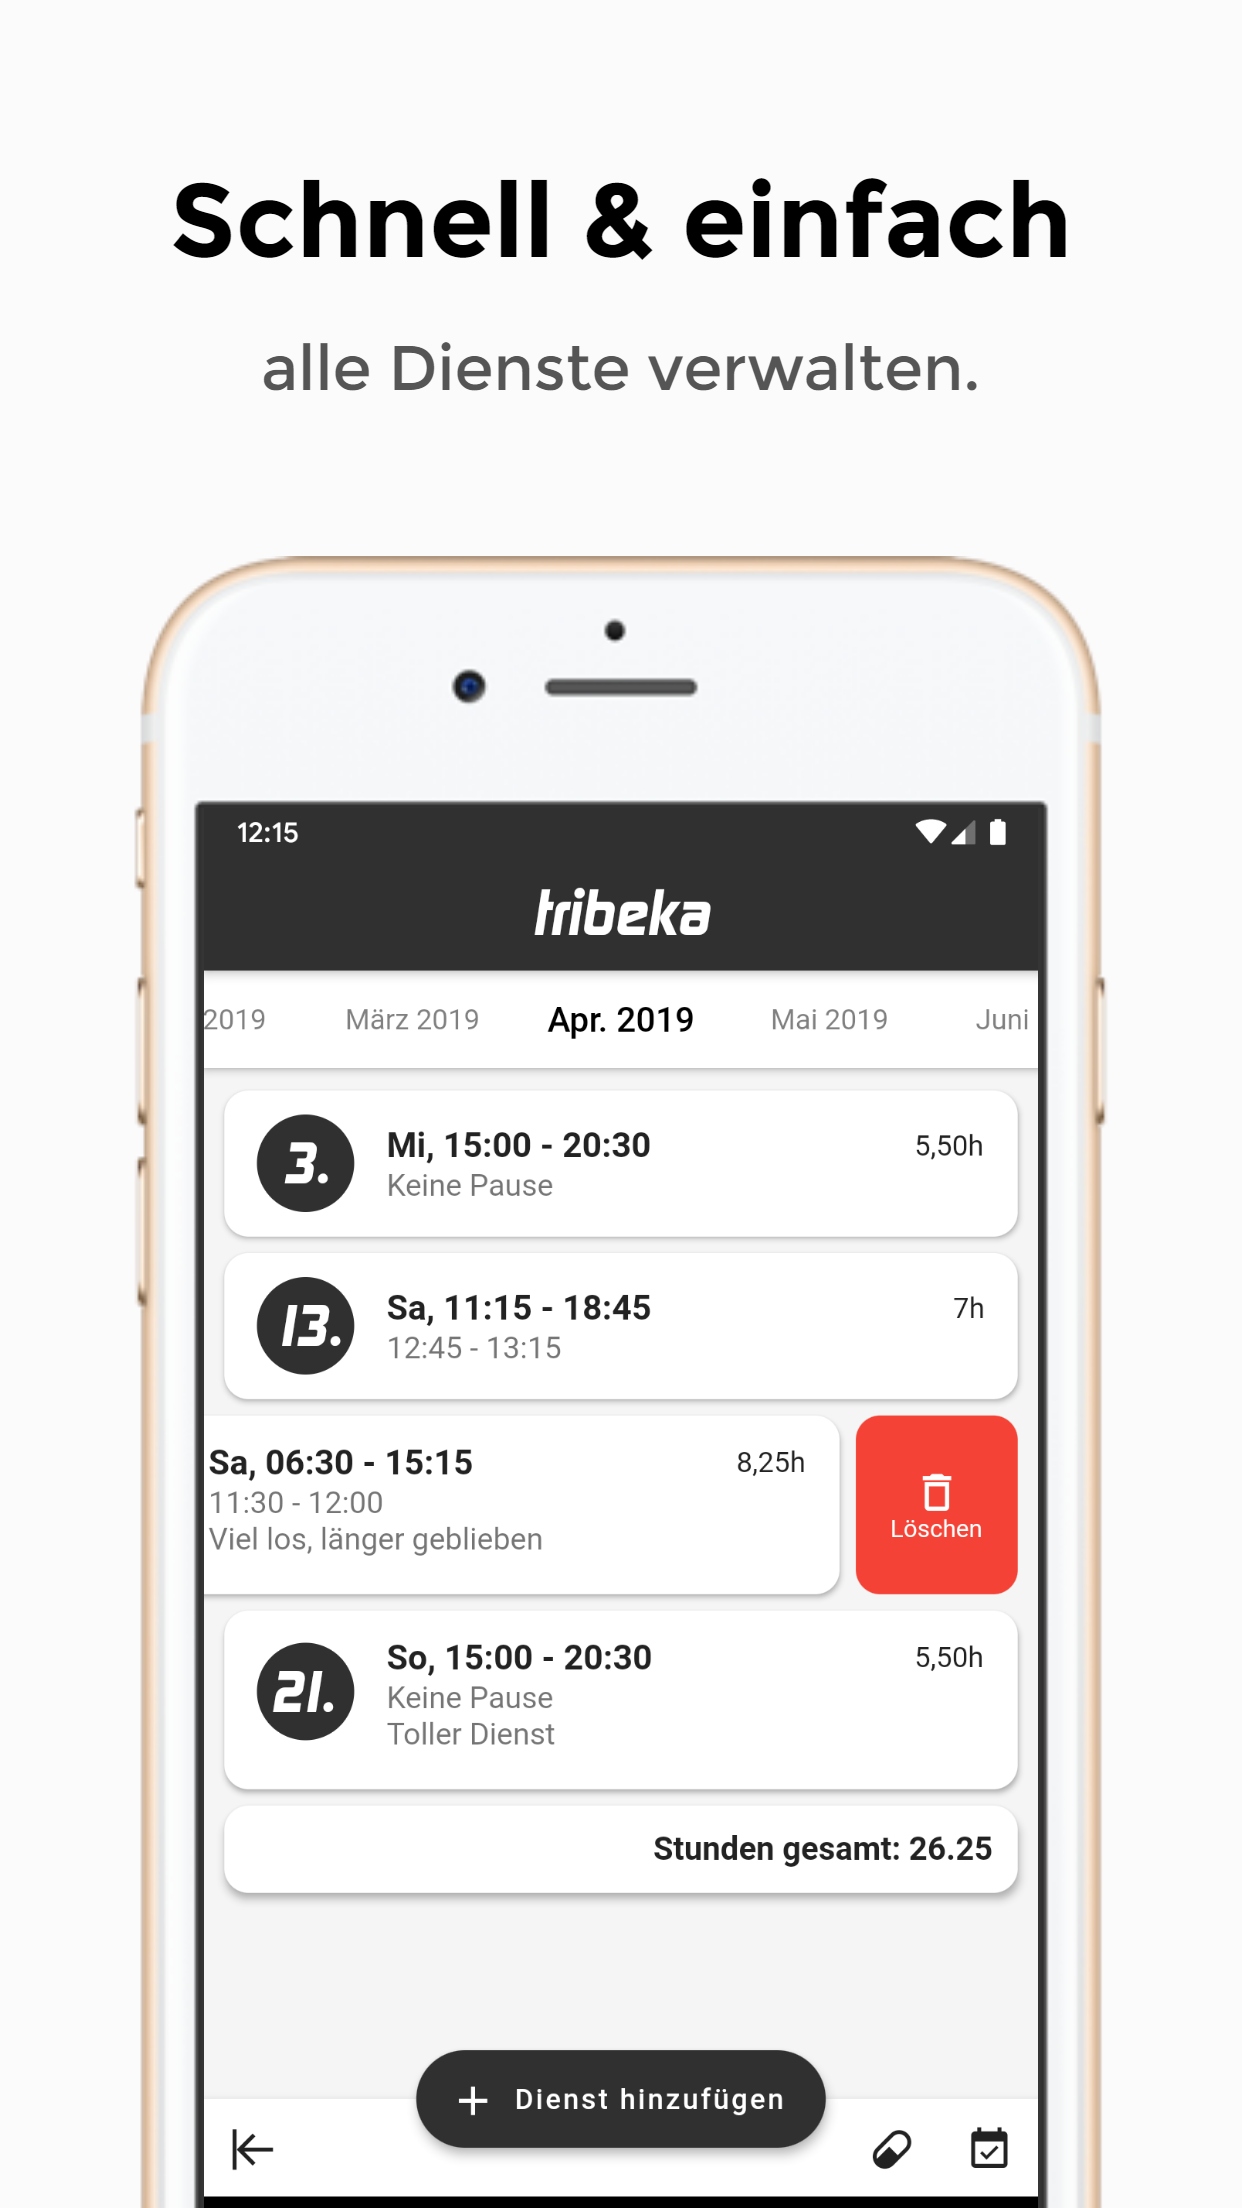 Schnell & einfach
alle Dienste verwalten.
12:15
tribeka
2019 März 2019 Apr. 2019 Mai 2019 Juni
3. Mi, 15:00 - 20:30 5,50h
Keine Pause
13. Sa, 11:15 - 18:45 7h
12:45 - 13:15
Sa, 06:30 - 15:15 8,25h
11:30 - 12:00
Viel los, länger geblieben
Löschen
21. So, 15:00 - 20:30 5,50h
Keine Pause
Toller Dienst
Stunden gesamt: 26.25
+ Dienst hinzufügen